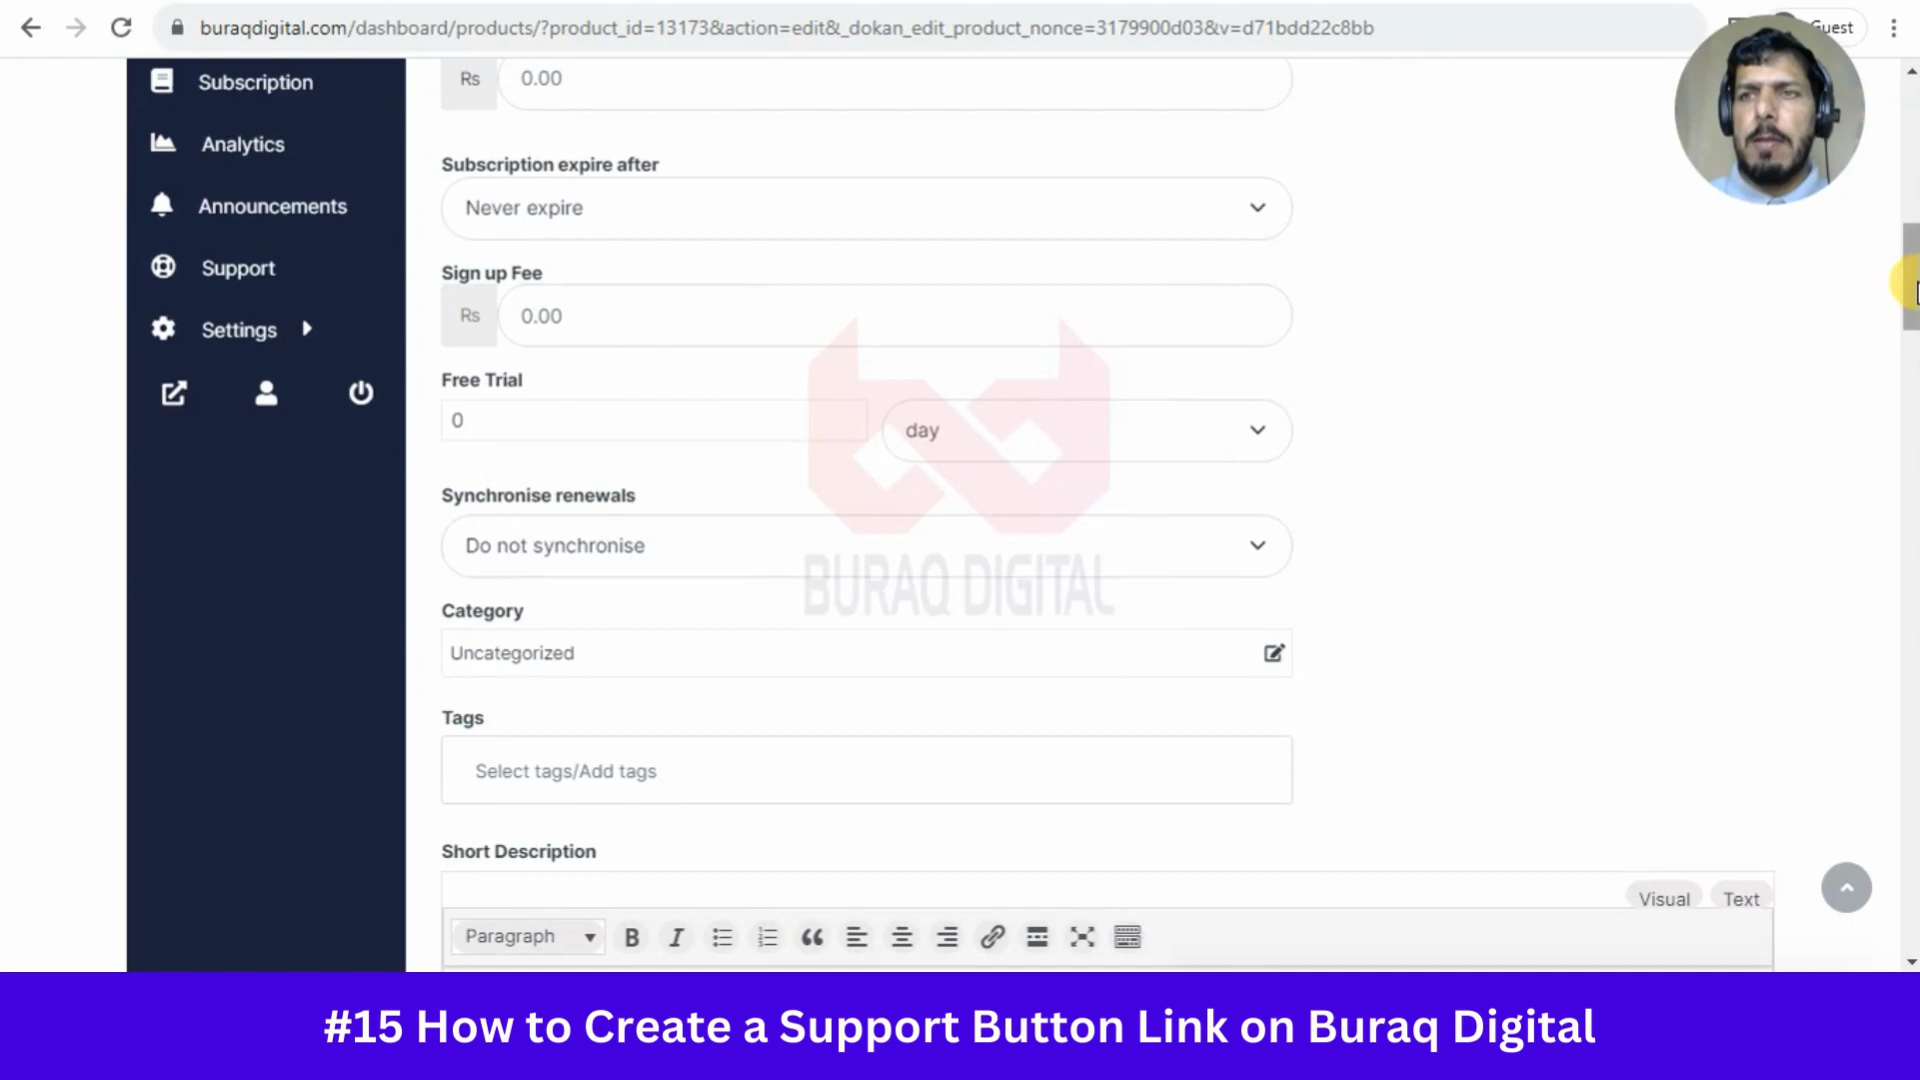 buraqdigital.com/dashboard/products/?product_id=13173&action=edit&_dokan_edit_product_nonce=3179900d03&v=d71bdd22c8bb
Guest
Subscription
Analytics
Announcements
Support
Settings
Rs 0.00
Subscription expire after
Never expire
Sign up Fee
Rs 0.00
Free Trial
0 day
Synchronise renewals
Do not synchronise
BURAQ DIGITAL
Category
Uncategorized
Tags
Select tags/Add tags
Short Description
Visual Text
Paragraph B I
#15 How to Create a Support Button Link on Buraq Digital